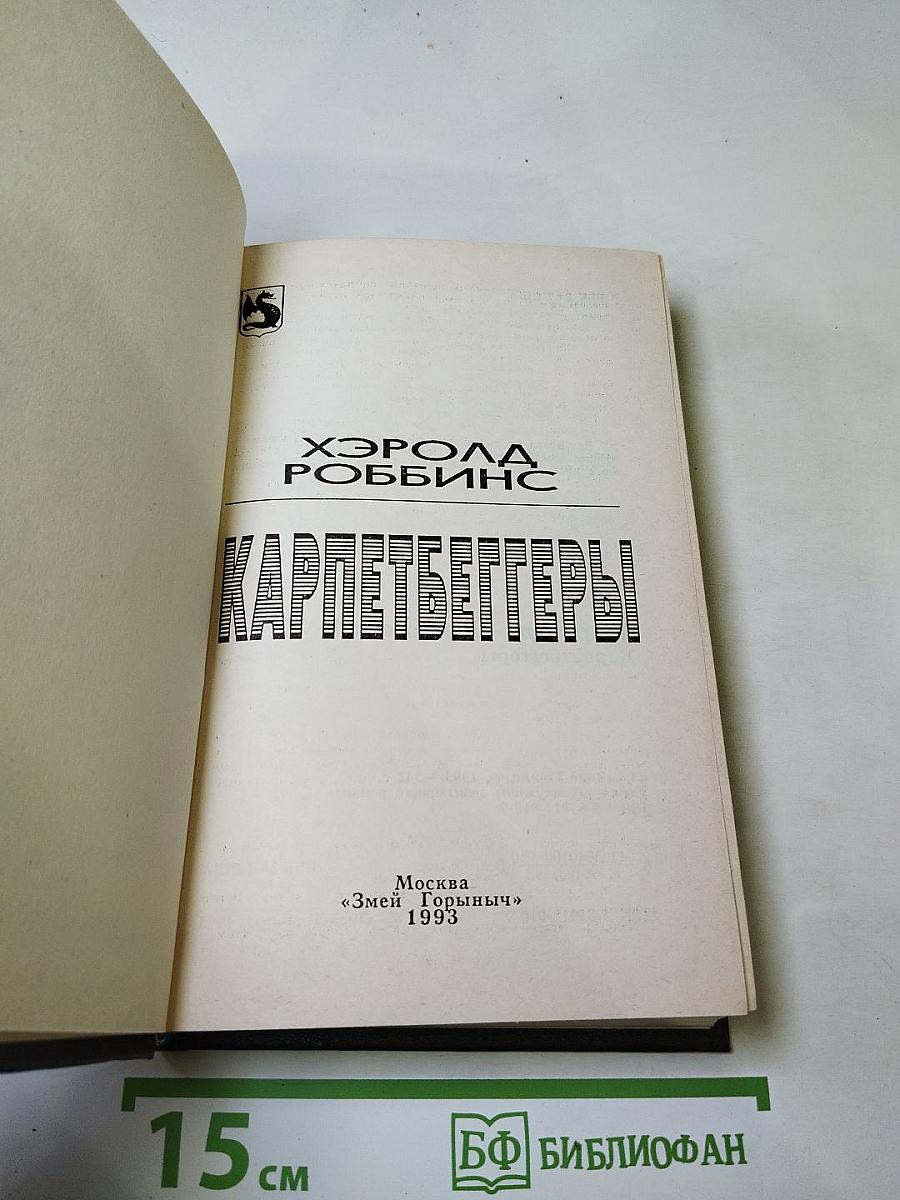 ХЭРОЛД
РОББИНС
КАРПЕТБЕГГЕРЫ
Москва
«Змей Горыныч»
1993
15 см
БФ БИБЛИОФАН